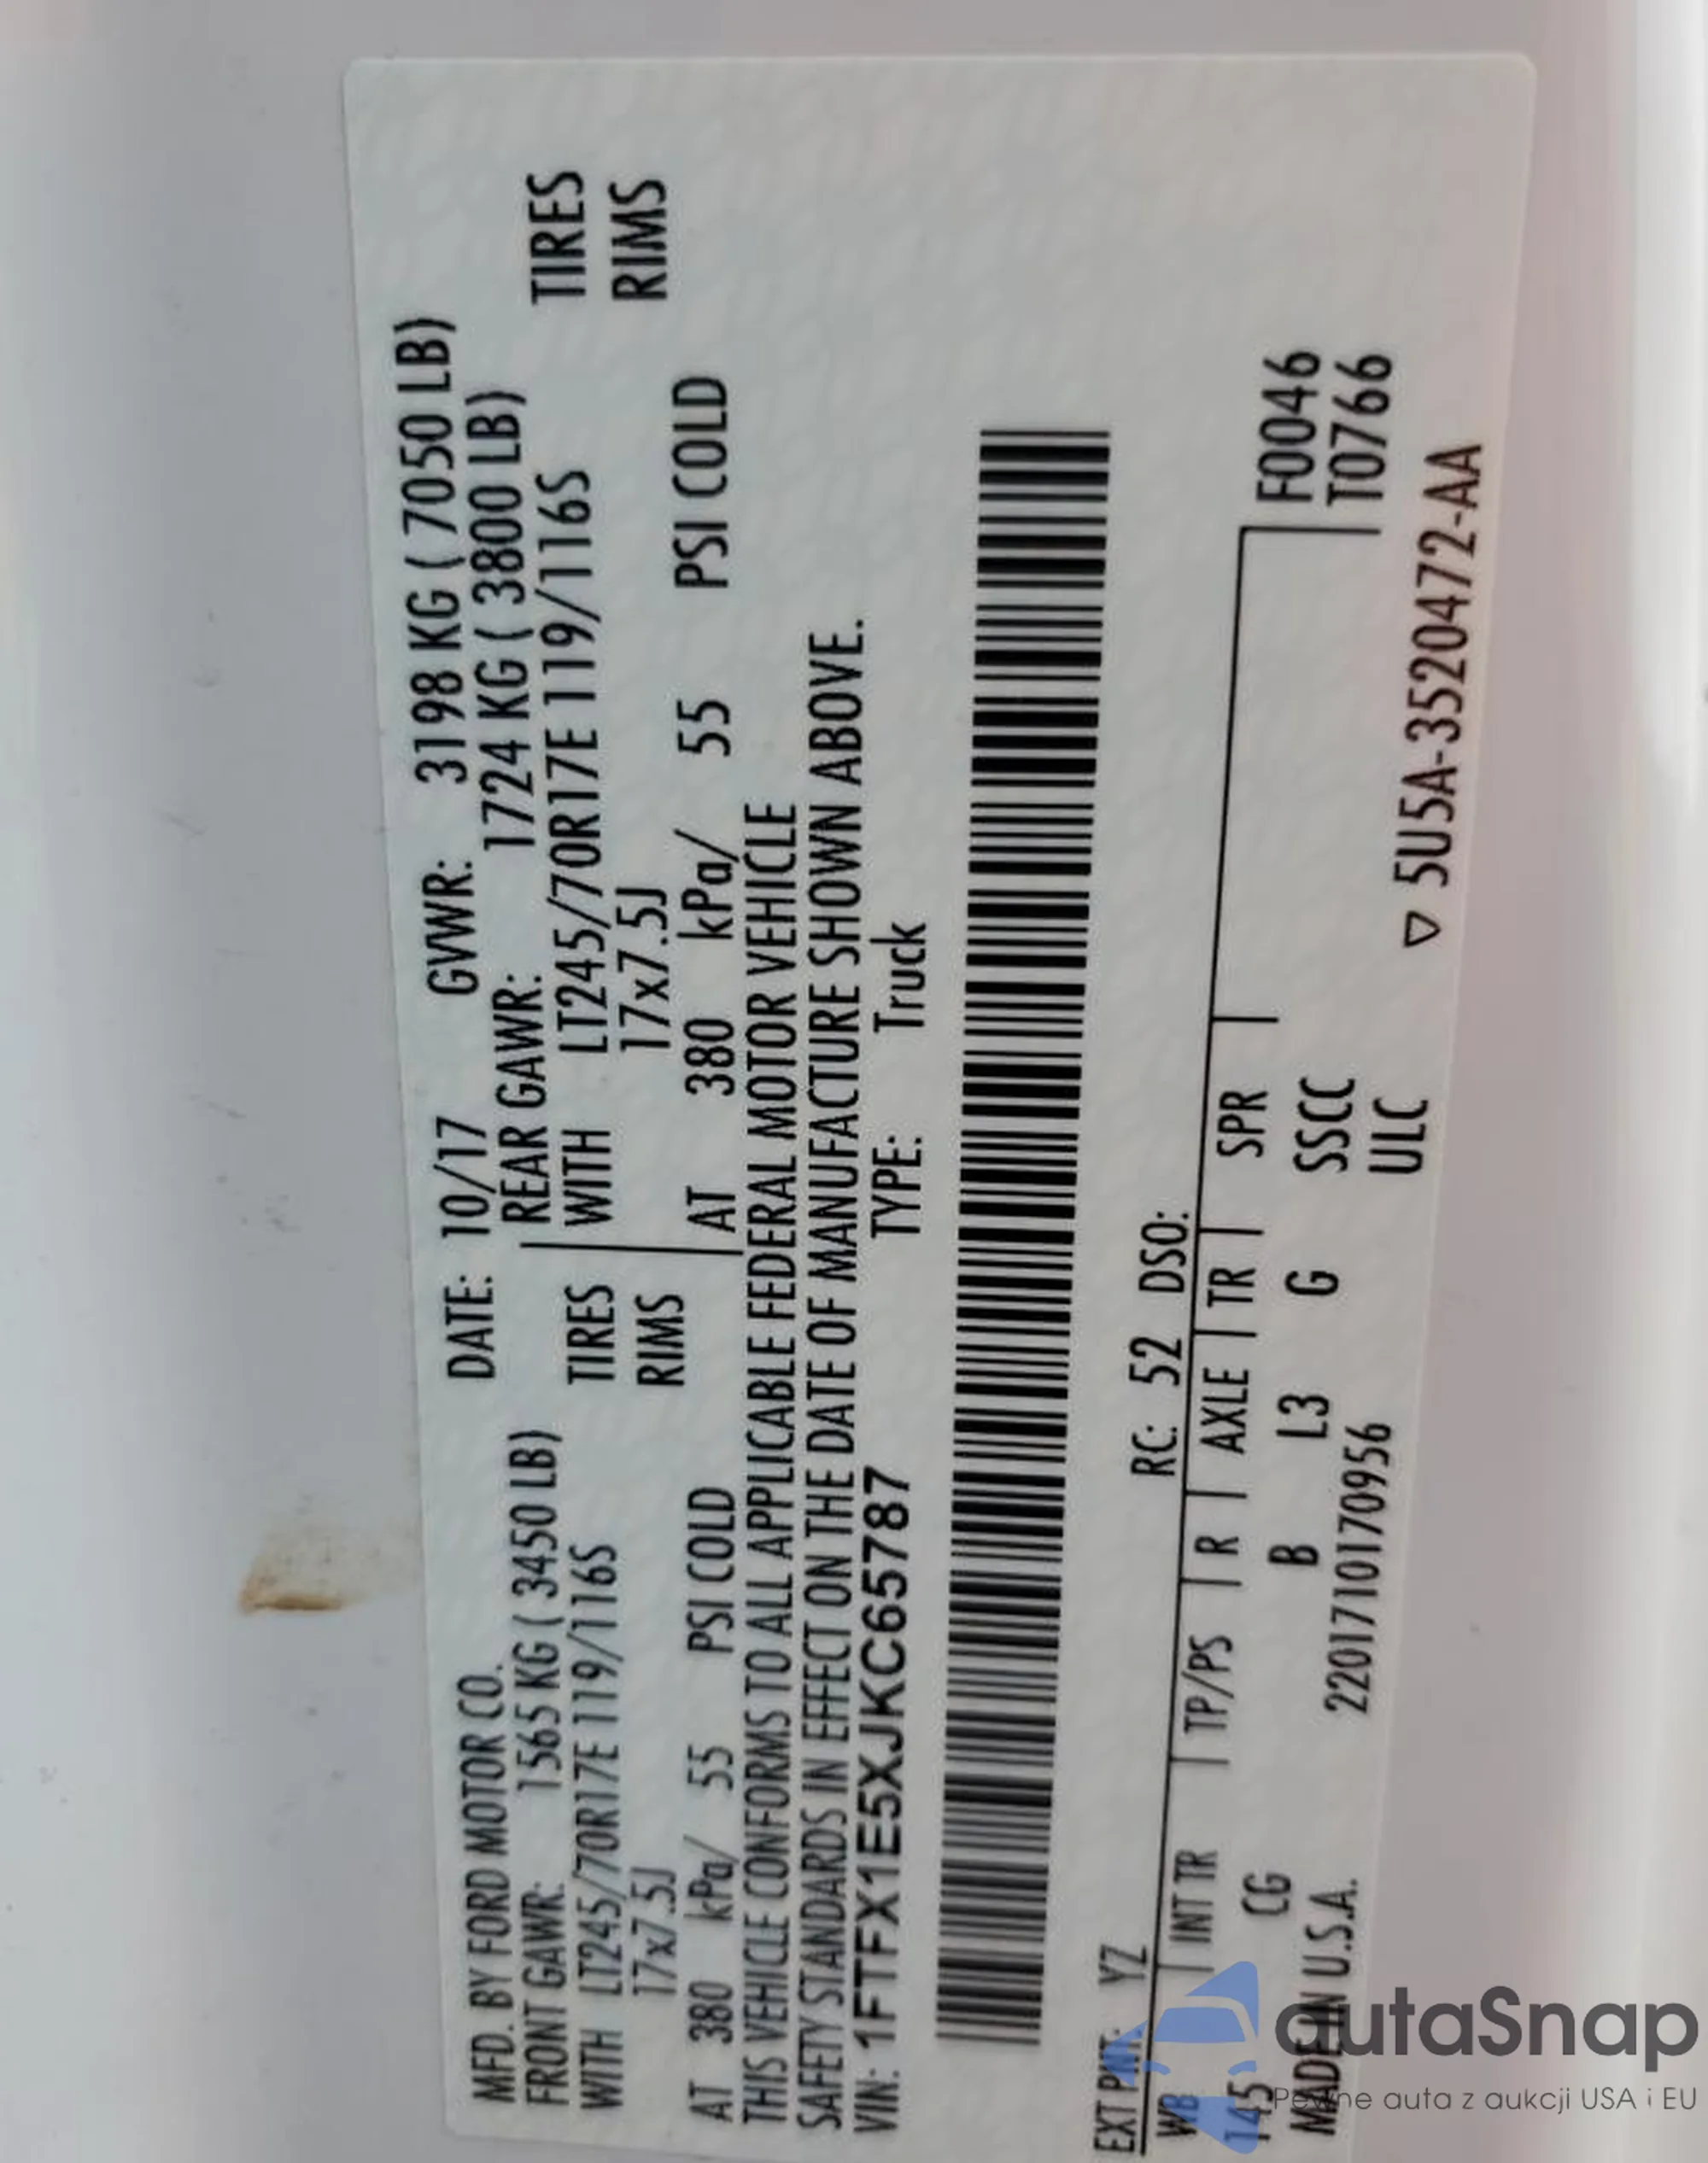 MFD. BY FORD MOTOR CO. DATE: 10/17 GVWR: 3198 KG ( 7050 LB)
FRONT GAWR: 1565 KG ( 3450 LB) REAR GAWR: 1724 KG ( 3800 LB)
WITH LT245/70R17E 119/116S TIRES WITH LT245/70R17E 119/116S TIRES
17x7.5J RIMS 17x7.5J RIMS
AT 380 kPa/ 55 PSI COLD AT 380 kPa/ 55 PSI COLD
THIS VEHICLE CONFORMS TO ALL APPLICABLE FEDERAL MOTOR VEHICLE
SAFETY STANDARDS IN EFFECT ON THE DATE OF MANUFACTURE SHOWN ABOVE.
VIN: 1FTFX1E5XJKC65787 TYPE: Truck
EXT PNT: YZ RC: 52 DSO:
WB INT TR TP/PS R AXLE TR SPR
145 CG B L3 G SSCC F0046
MADE IN U.S.A. 220171017170956 ULC T0766
▽ 5U5A-3520472-AA
autaSnap
Pewne auta z aukcji USA i EU